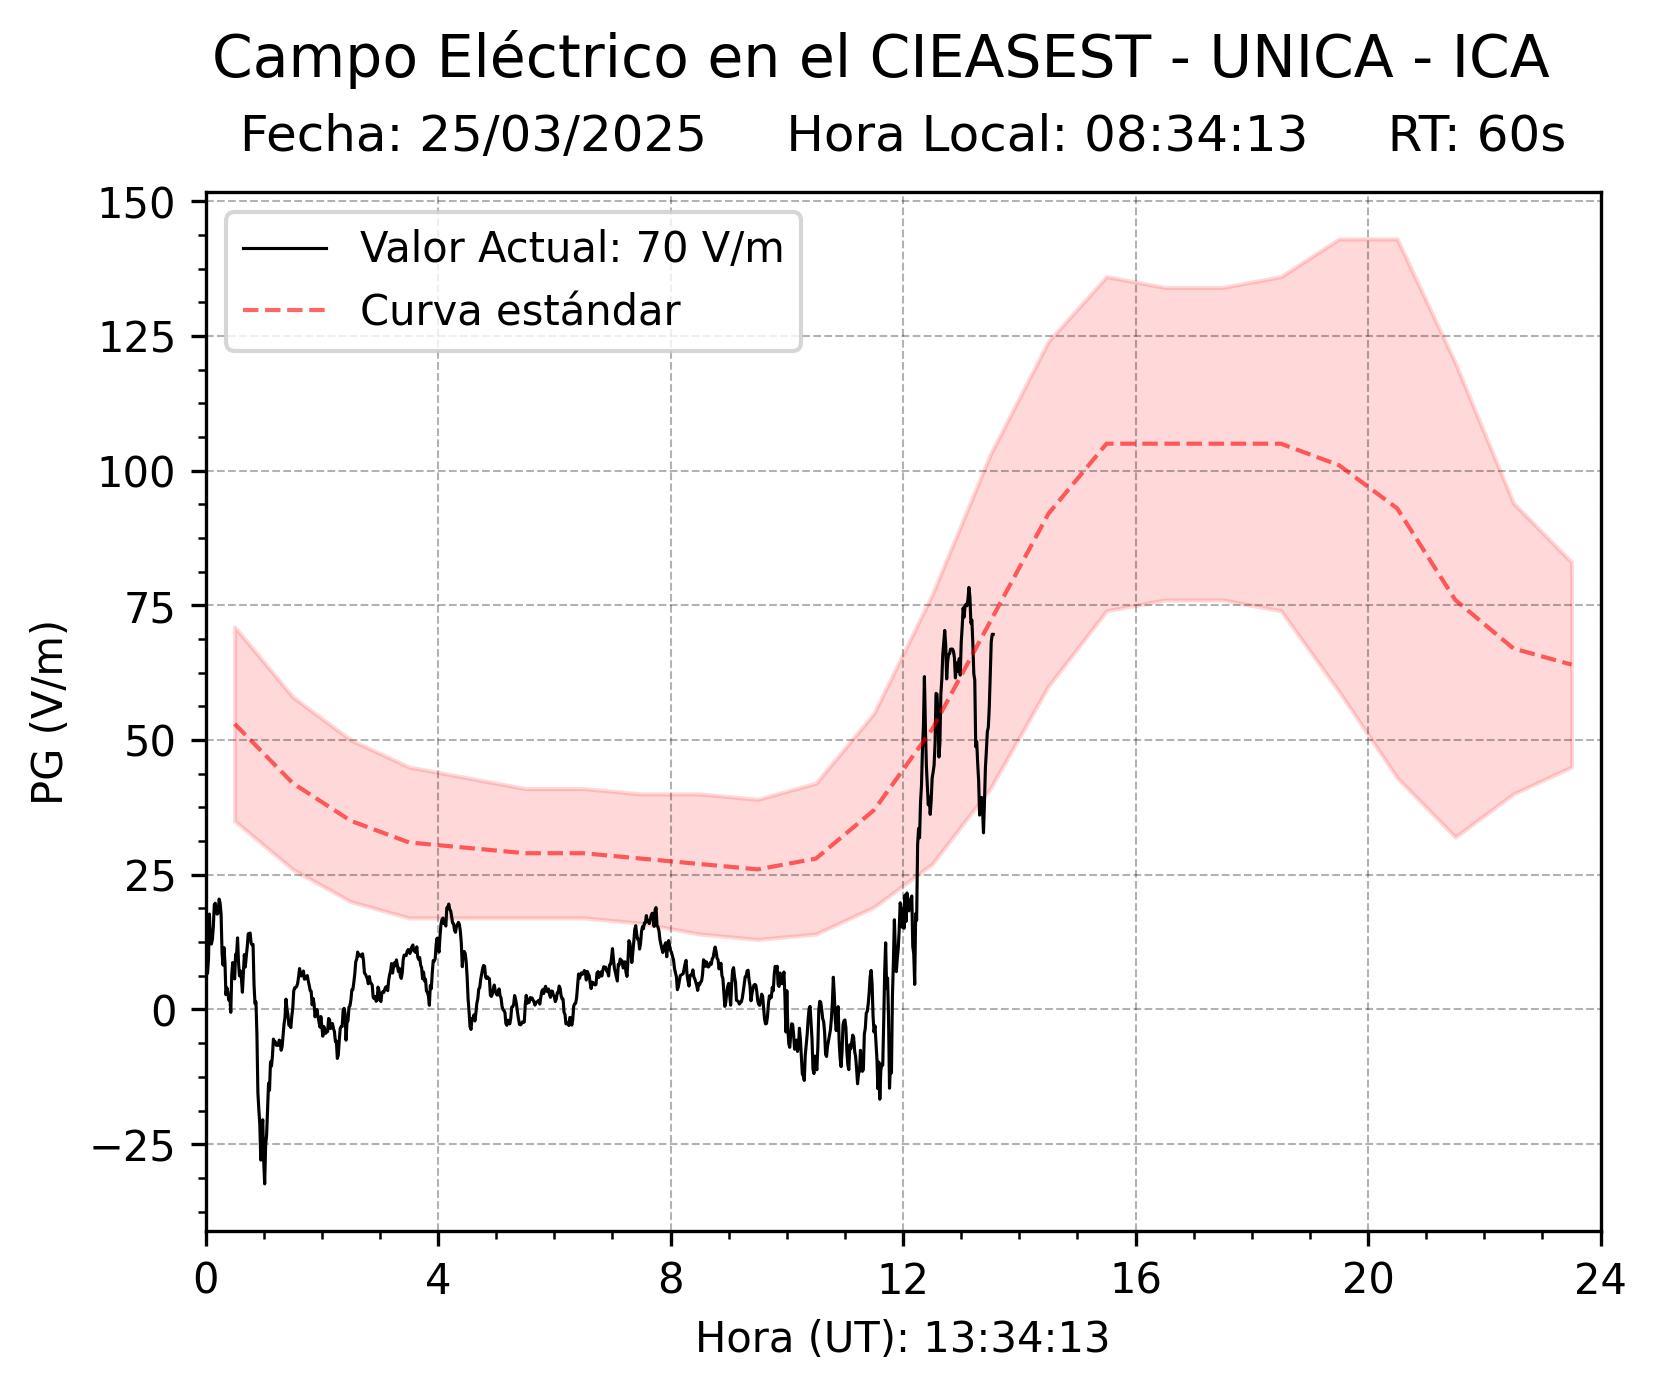 Campo Eléctrico en el CIEASEST - UNICA - ICA
Fecha: 25/03/2025 Hora Local: 08:34:13 RT: 60s
Valor Actual: 70 V/m
Curva estándar
PG (V/m)
150
125
100
75
50
25
0
−25
0 4 8 12 16 20 24
Hora (UT): 13:34:13